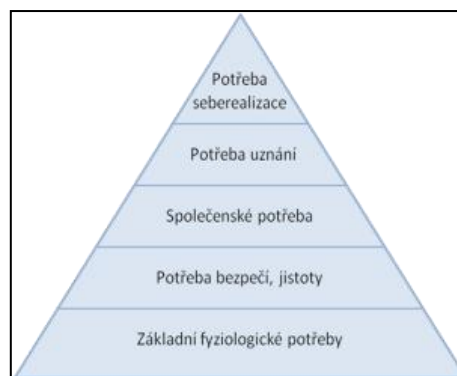 Potřeba
seberealizace
Potřeba uznání
Společenské potřeba
Potřeba bezpečí, jistoty
Základní fyziologické potřeby